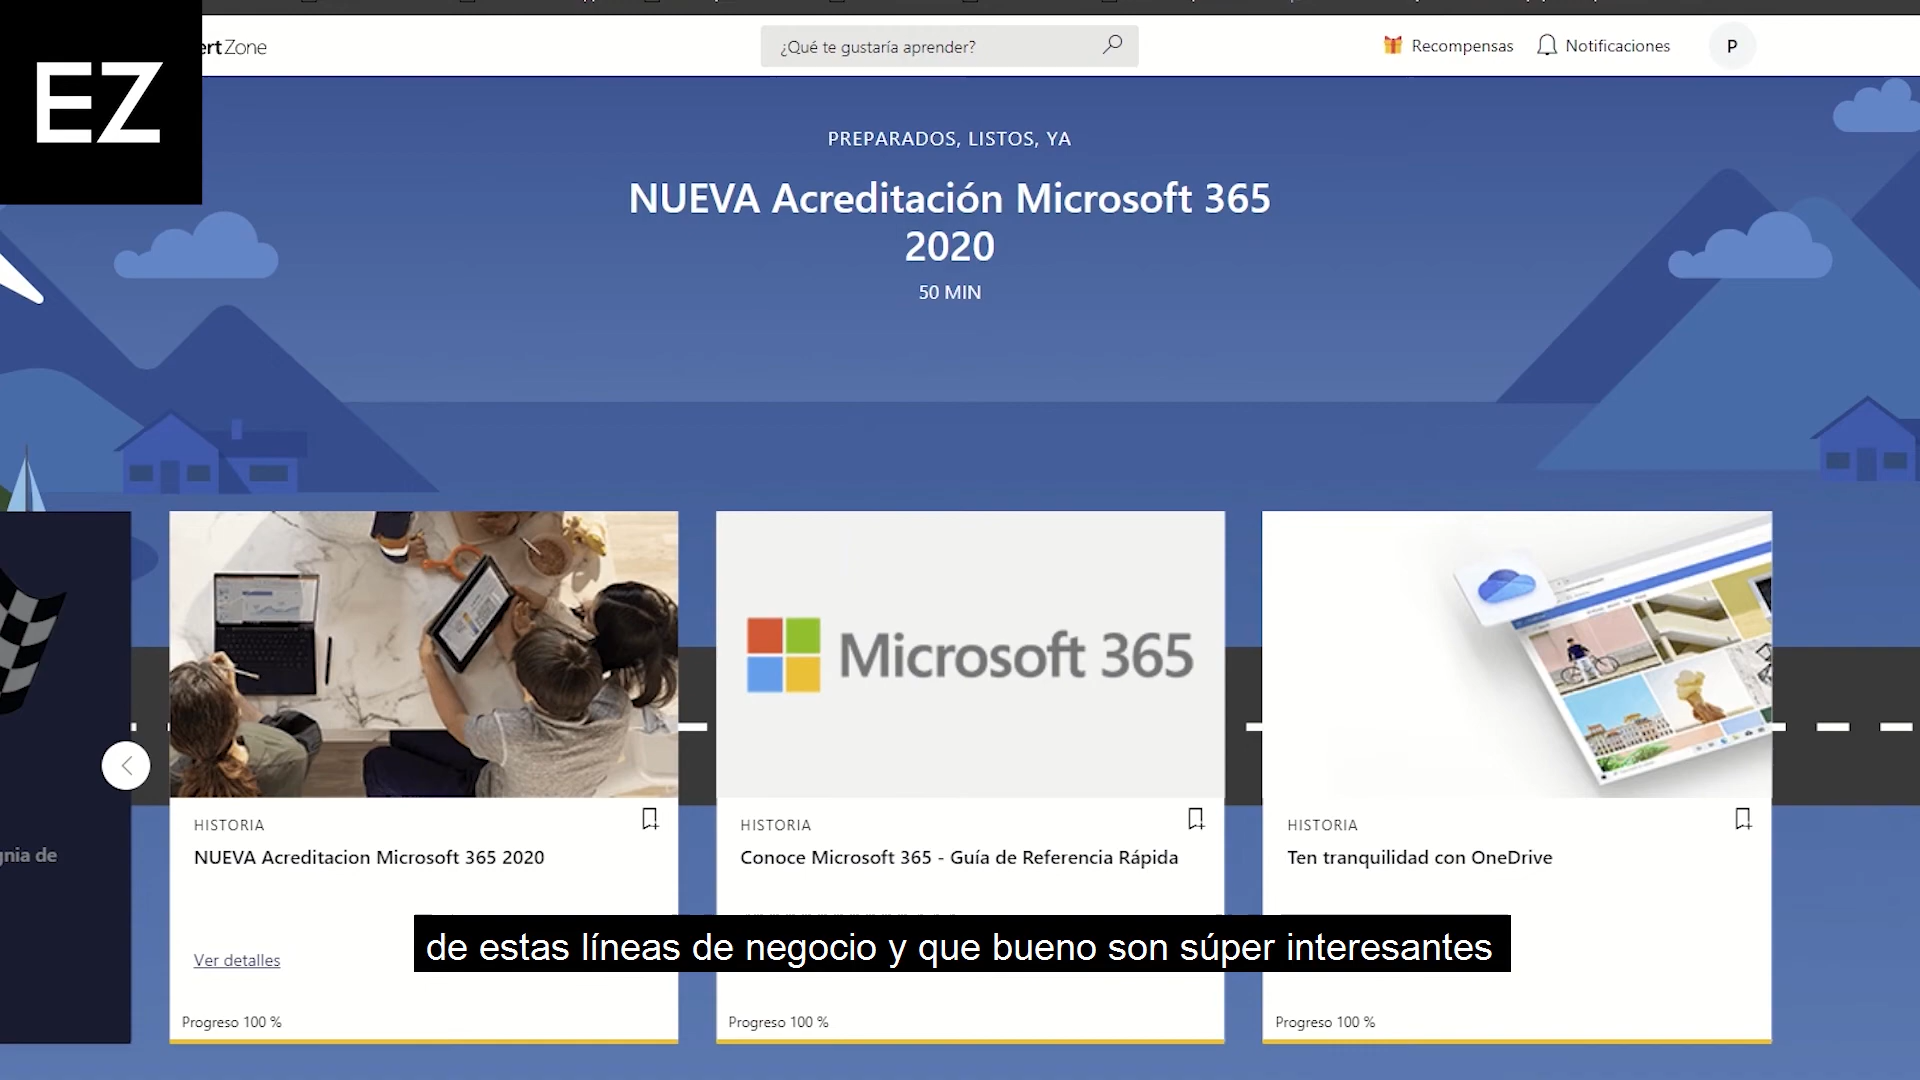 EZ
ertZone
¿Qué te gustaría aprender?
Recompensas
Notificaciones
P
PREPARADOS, LISTOS, YA
NUEVA Acreditación Microsoft 365
2020
50 MIN
Microsoft 365
gnia de
HISTORIA
NUEVA Acreditacion Microsoft 365 2020
Ver detalles
Progreso 100 %
HISTORIA
Conoce Microsoft 365 - Guía de Referencia Rápida
Progreso 100 %
HISTORIA
Ten tranquilidad con OneDrive
Progreso 100 %
de estas líneas de negocio y que bueno son súper interesantes